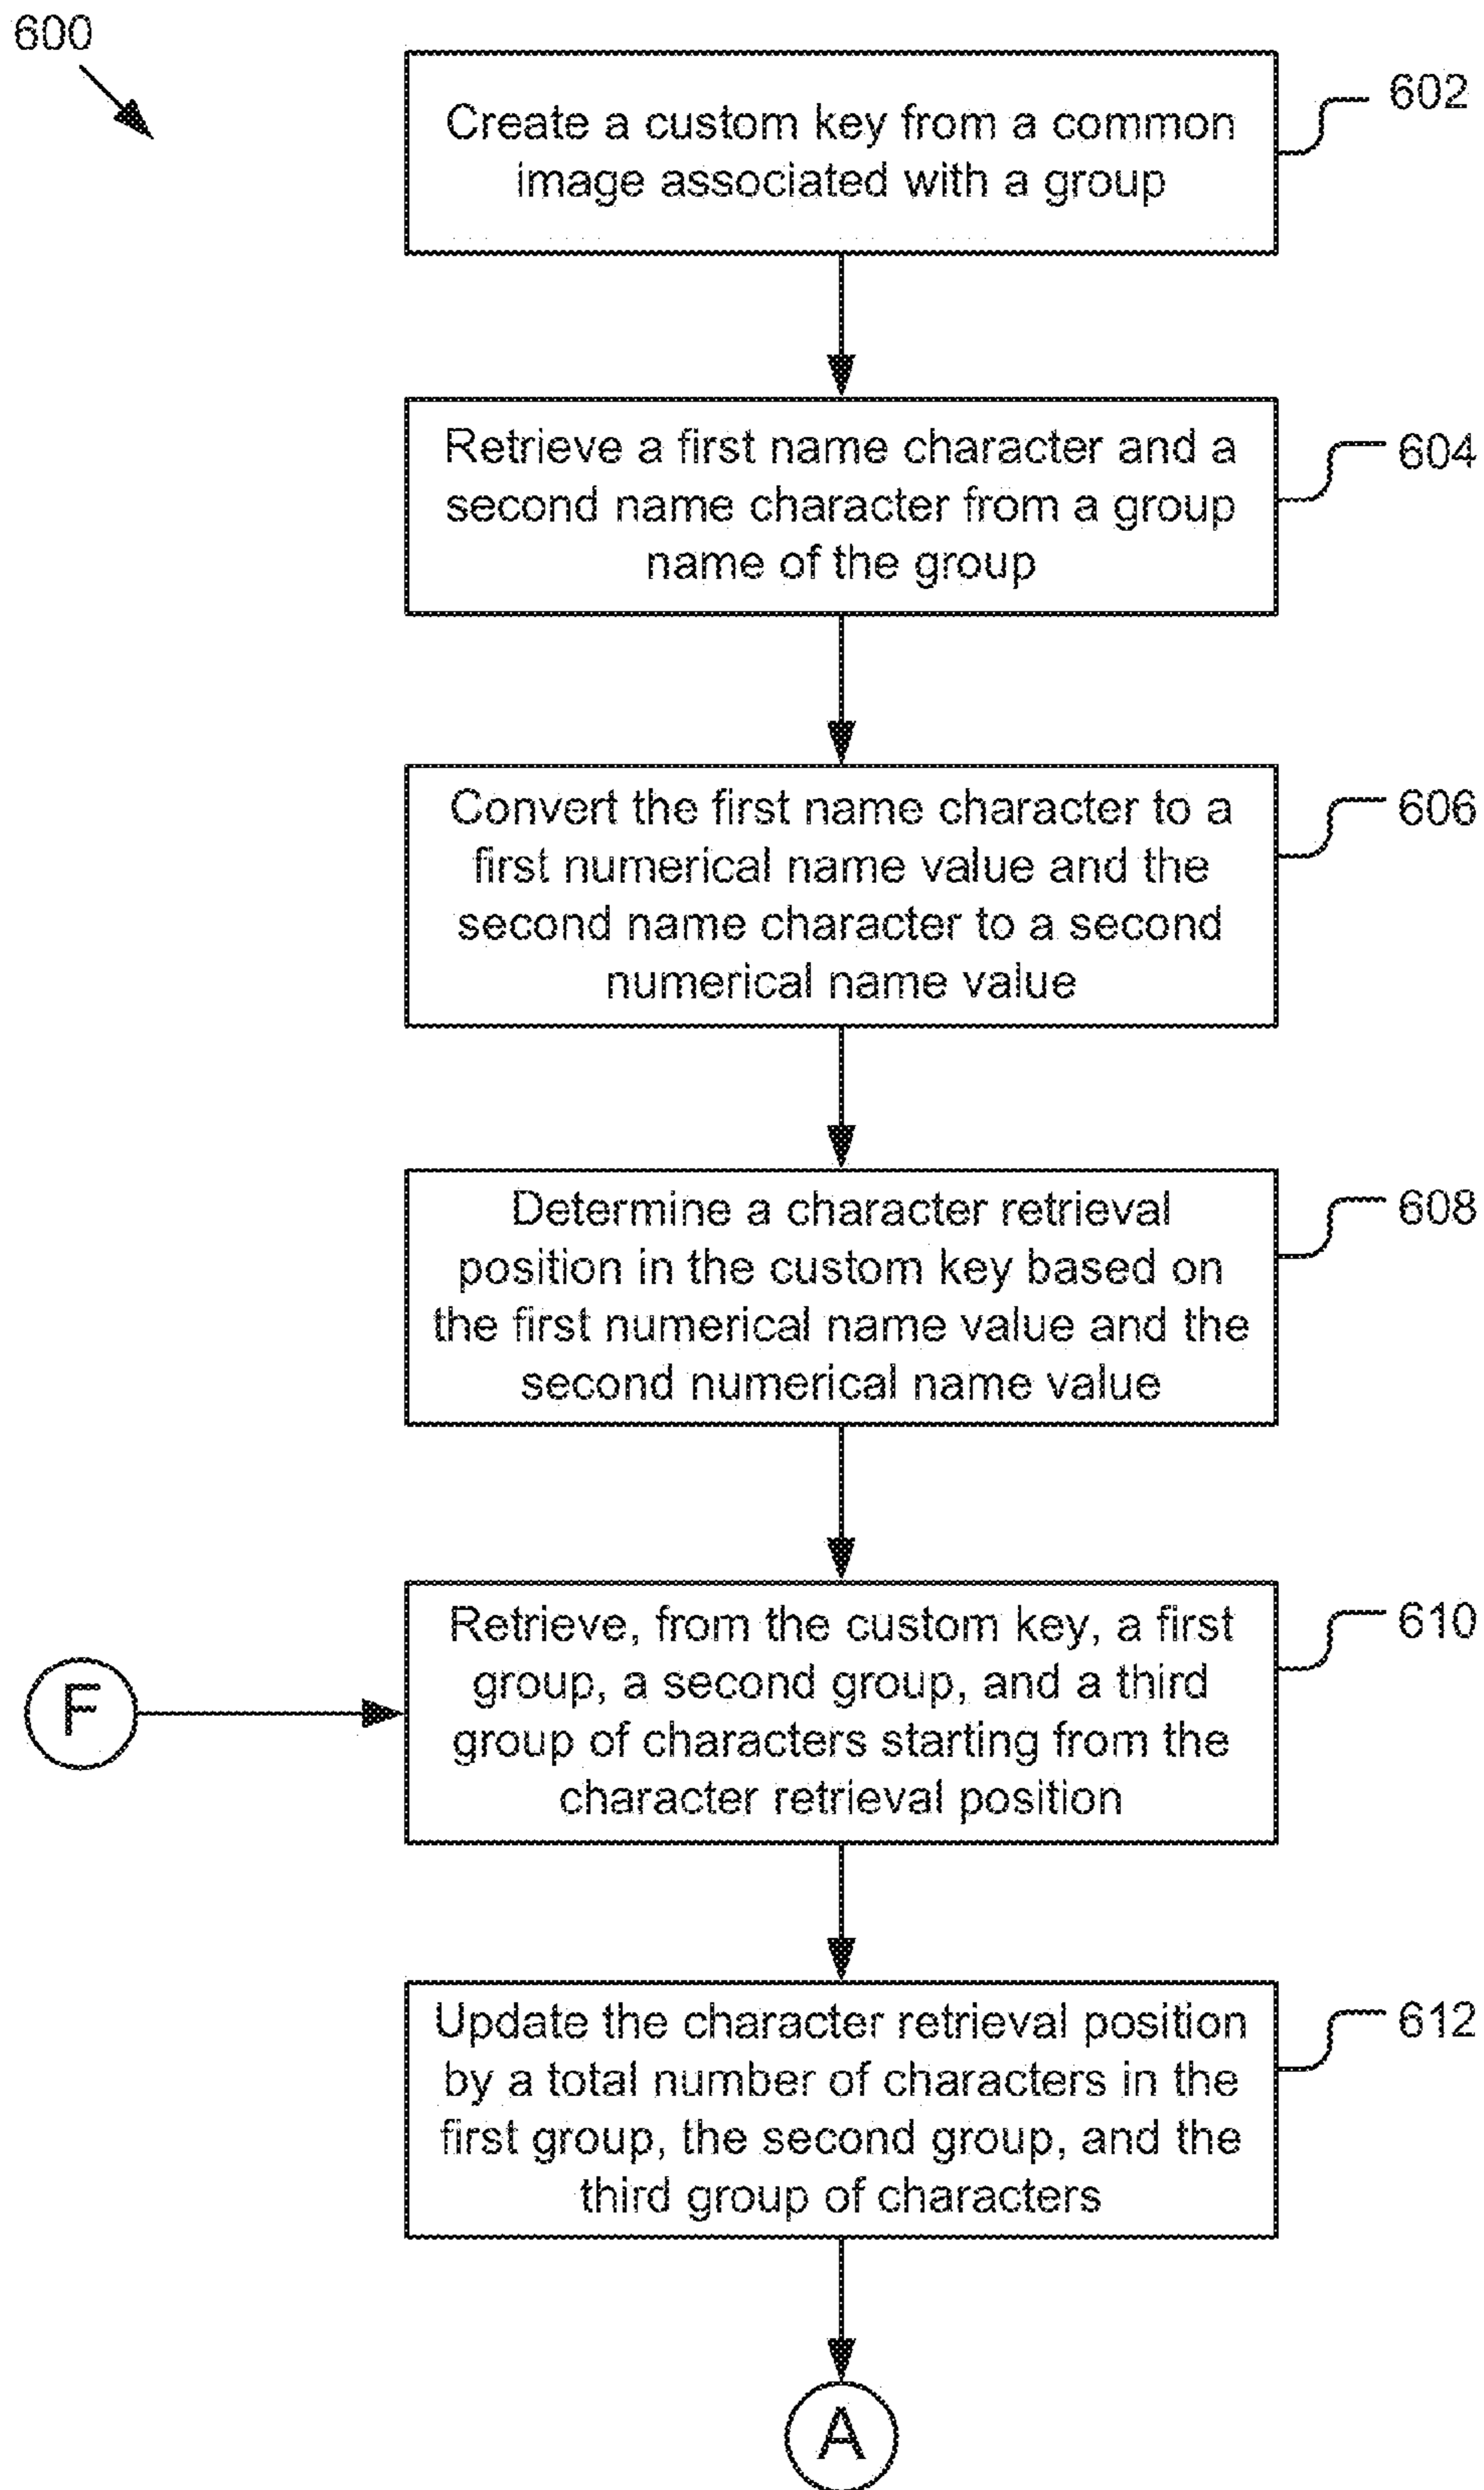 600
Create a custom key from a common
image associated with a group
602
Retrieve a first name character and a
second name character from a group
name of the group
604
Convert the first name character to a
first numerical name value and the
second name character to a second
numerical name value
606
Determine a character retrieval
position in the custom key based on
the first numerical name value and the
second numerical name value
608
Retrieve, from the custom key, a first
group, a second group, and a third
group of characters starting from the
character retrieval position
610
F
Update the character retrieval position
by a total number of characters in the
first group, the second group, and the
third group of characters
612
A